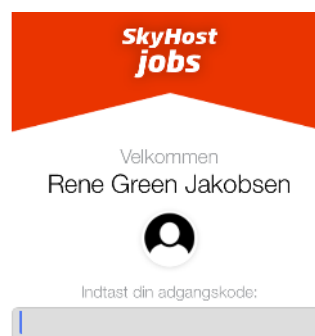 SkyHost
jobs
Velkommen
Rene Green Jakobsen
Indtast din adgangskode: